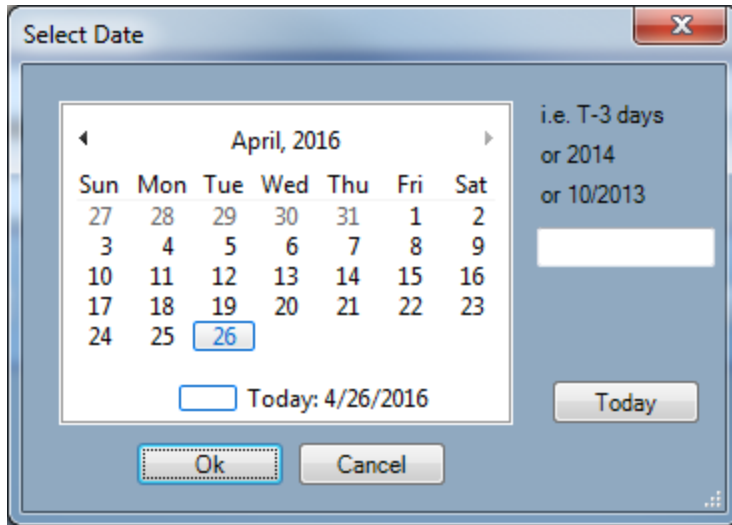 Select Date
April, 2016
Sun Mon Tue Wed Thu Fri Sat
27 28 29 30 31 1 2
3 4 5 6 7 8 9
10 11 12 13 14 15 16
17 18 19 20 21 22 23
24 25 26
Today: 4/26/2016
i.e. T-3 days
or 2014
or 10/2013
Today
Ok Cancel